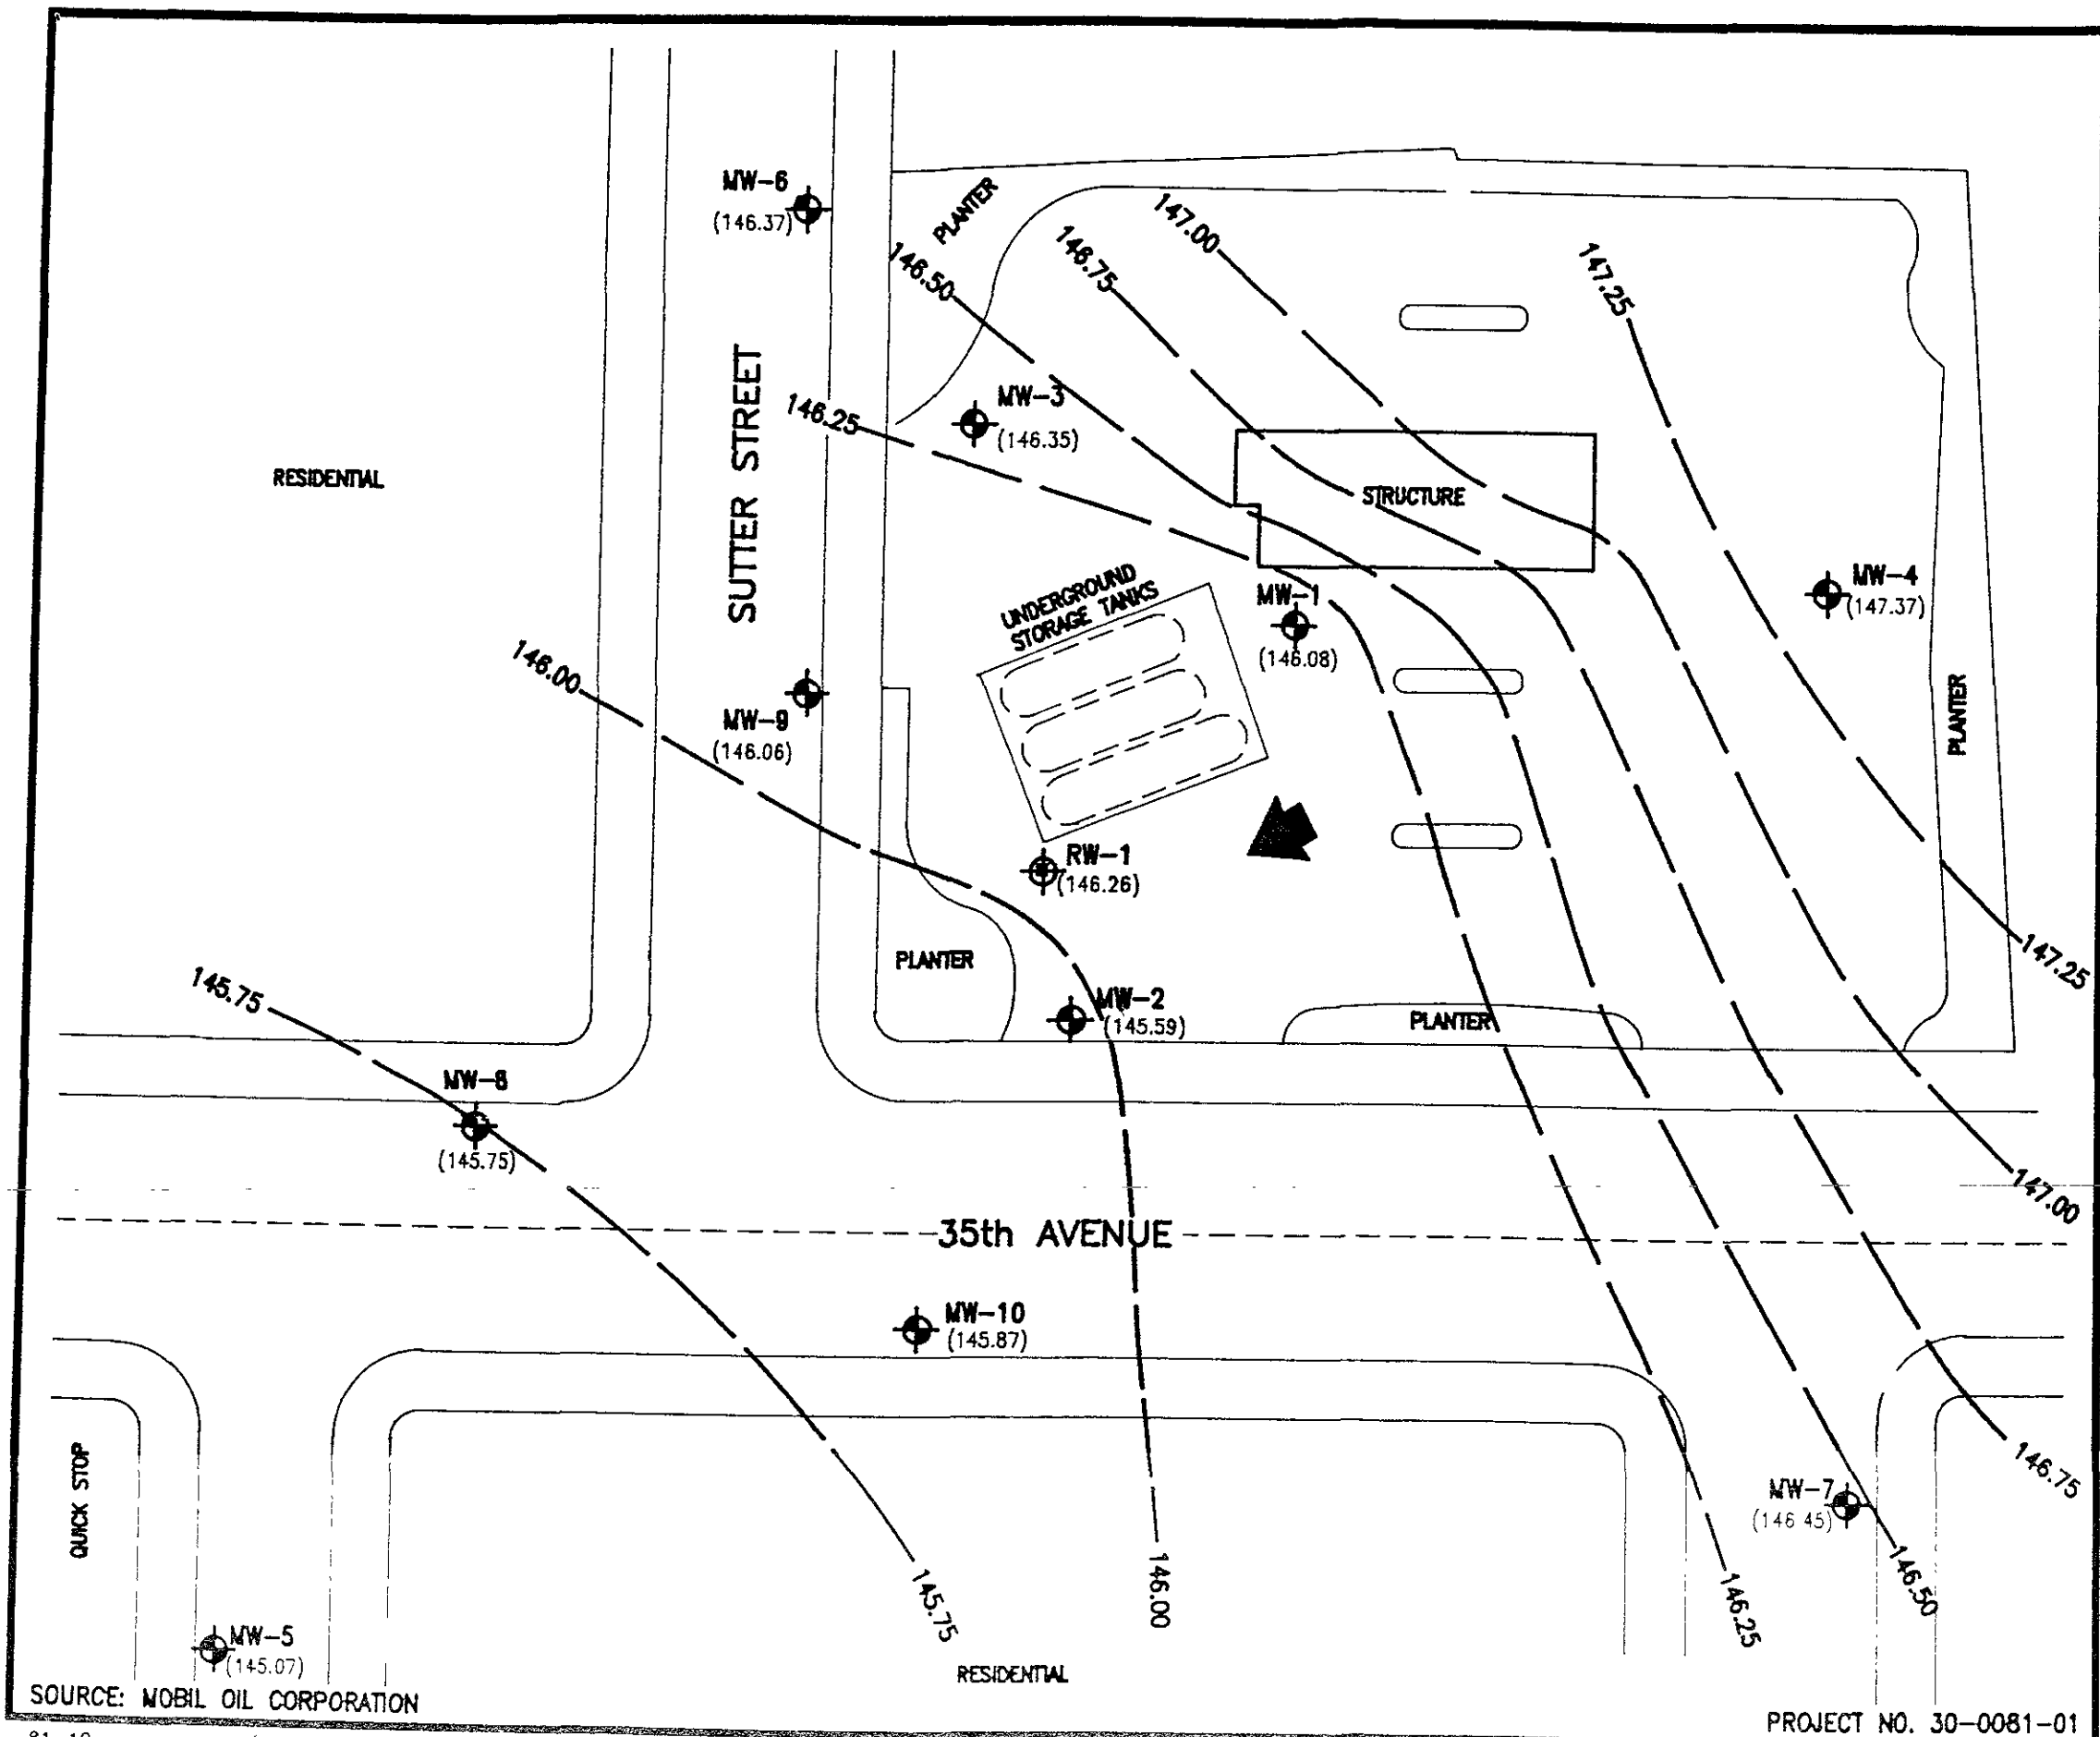 MW-6
(146.37)
PLANTER
147.00
146.75
146.50
147.25
SUTTER STREET
146.25
MW-3
(146.35)
RESIDENTIAL
STRUCTURE
UNDERGROUND
STORAGE TANKS
MW-1
(146.08)
MW-4
(147.37)
146.00
MW-9
(146.06)
PLANTER
RW-1
(146.26)
PLANTER
147.25
145.75
MW-2
(145.59)
PLANTER
MW-8
(145.75)
147.00
35th AVENUE
MW-10
(145.87)
QUICK STOP
146.75
MW-7
(146 45)
146.50
145.75
146.00
146.25
MW-5
(145.07)
RESIDENTIAL
SOURCE: MOBIL OIL CORPORATION
PROJECT NO. 30-0081-01